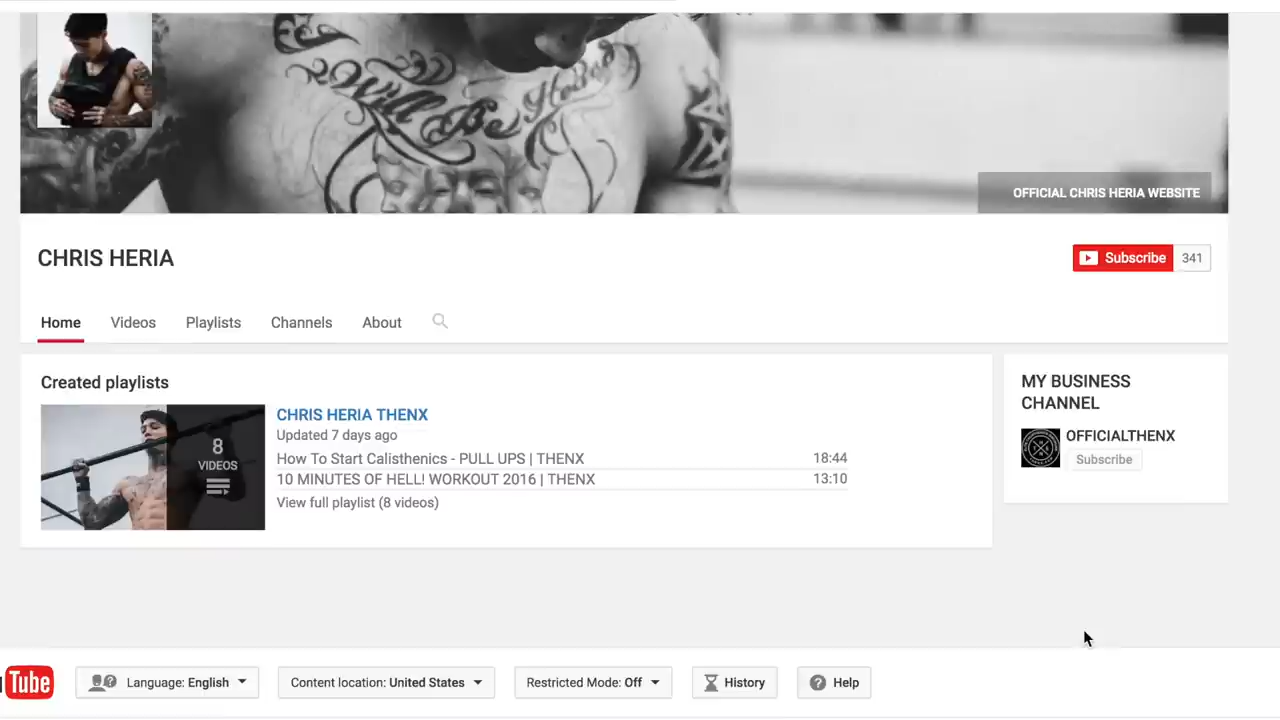 Will Be
OFFICIAL CHRIS HERIA WEBSITE
CHRIS HERIA
Subscribe 341
Home Videos Playlists Channels About
Created playlists
8
VIDEOS
CHRIS HERIA THENX
Updated 7 days ago
How To Start Calisthenics - PULL UPS | THENX 18:44
10 MINUTES OF HELL! WORKOUT 2016 | THENX 13:10
View full playlist (8 videos)
MY BUSINESS
CHANNEL
OFFICIALTHENX
Subscribe
Tube
Language: English
Content location: United States
Restricted Mode: Off
History
Help